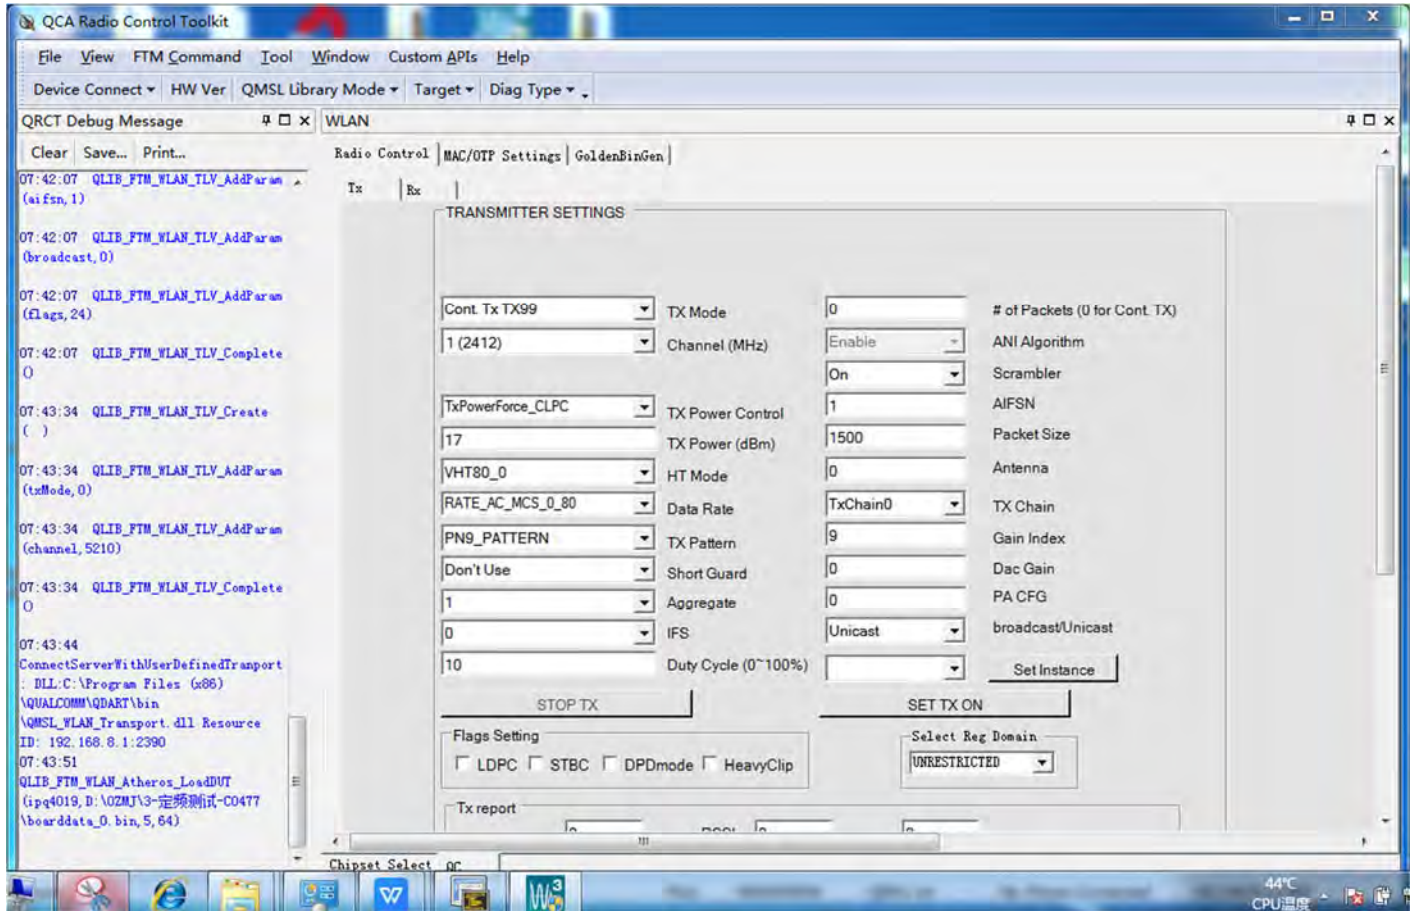 QCA Radio Control Toolkit
File View FTM Command Tool Window Custom APIs Help
Device Connect HW Ver QMSL Library Mode Target Diag Type
QRCT Debug Message
Clear Save... Print...
07:42:07 QLIB_FTM_WLAN_TLV_AddParam
(aifsn,1)
07:42:07 QLIB_FTM_WLAN_TLV_AddParam
(broadcast,0)
07:42:07 QLIB_FTM_WLAN_TLV_AddParam
(flags,24)
07:42:07 QLIB_FTM_WLAN_TLV_Complete
()
07:43:34 QLIB_FTM_WLAN_TLV_Create
( )
07:43:34 QLIB_FTM_WLAN_TLV_AddParam
(txMode,0)
07:43:34 QLIB_FTM_WLAN_TLV_AddParam
(channel,5210)
07:43:34 QLIB_FTM_WLAN_TLV_Complete
()
07:43:44
ConnectServerWithUserDefinedTranport
: DLL:C:\Program Files (x86)
\QUALCOMM\QDART\bin
\QMSL_WLAN_Transport.dll Resource
ID: 192.168.8.1:2390
07:43:51
QLIB_FTM_WLAN_Atheros_LoadDUT
(ipq4019,D:\OZMJ\3-定频测试-C0477
\boarddata_0.bin,5,64)
WLAN
Radio Control MAC/OTP Settings GoldenBinGen
Tx Rx
TRANSMITTER SETTINGS
Cont. Tx TX99 TX Mode 0 # of Packets (0 for Cont. TX)
1 (2412) Channel (MHz) Enable ANI Algorithm
On Scrambler
TxPowerForce_CLPC TX Power Control 1 AIFSN
17 TX Power (dBm) 1500 Packet Size
VHT80_0 HT Mode 0 Antenna
RATE_AC_MCS_0_80 Data Rate TxChain0 TX Chain
PN9_PATTERN TX Pattern 9 Gain Index
Don't Use Short Guard 0 Dac Gain
1 Aggregate 0 PA CFG
0 IFS Unicast broadcast/Unicast
10 Duty Cycle (0~100%) Set Instance
STOP TX SET TX ON
Flags Setting Select Reg Domain
LDPC STBC DPDmode HeavyClip UNRESTRICTED
Tx report
Chipset Select QC
44°C
CPU温度